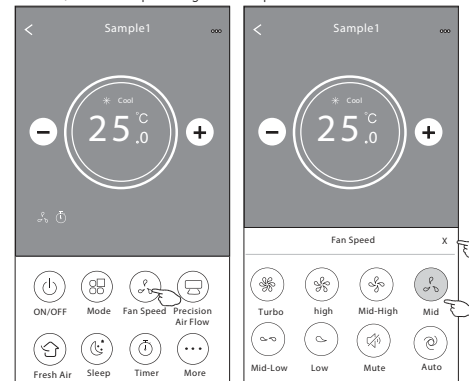 Sample1
Cool
25.0 °C
ON/OFF Mode Fan Speed Precision Air Flow
Fresh Air Sleep Timer More
Sample1
Cool
25.0 °C
Fan Speed X
Turbo high Mid-High Mid
Mid-Low Low Mute Auto